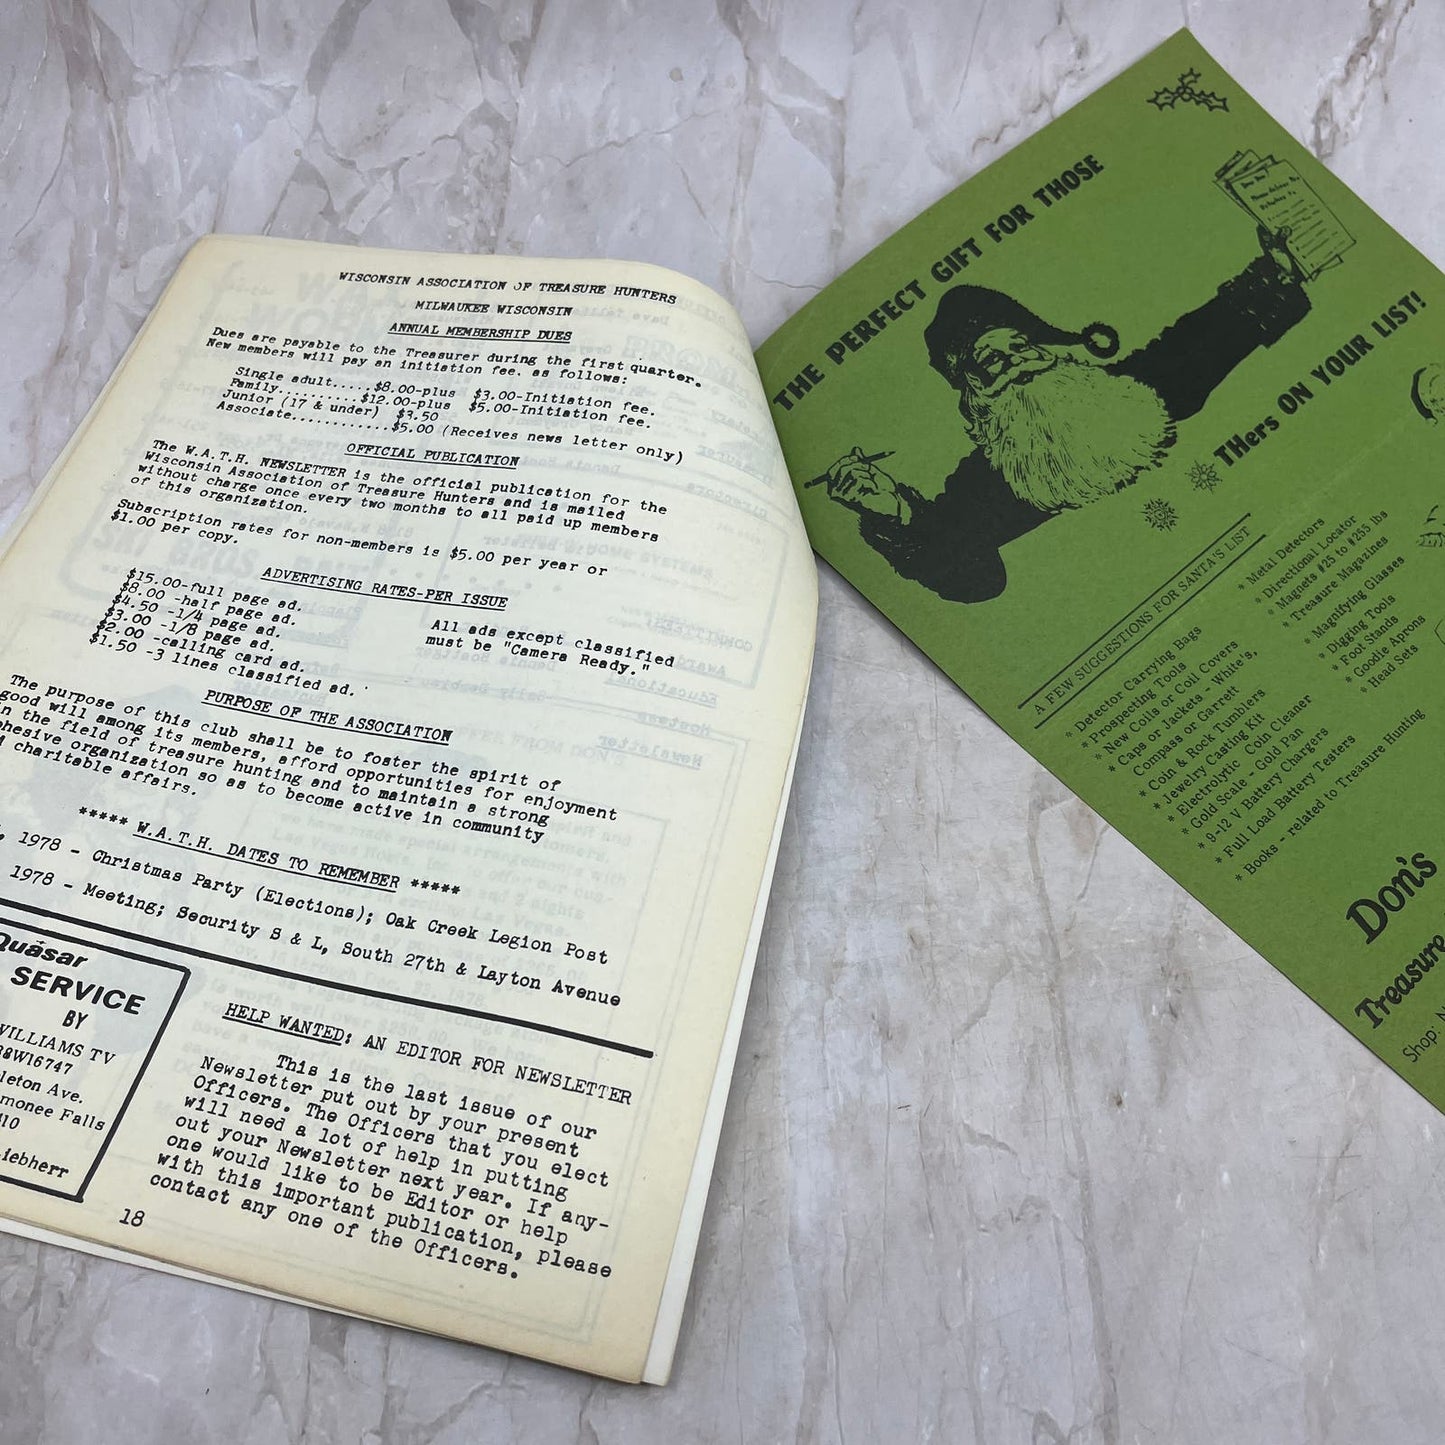 WISCONSIN ASSOCIATION OF TREASURE HUNTERS
MILWAUKEE WISCONSIN
ANNUAL MEMBERSHIP DUES
Dues are payable to the Treasurer during the first quarter.
New members will pay an initiation fee. as follows:
Single adult.....$8.00-plus $3.00-Initiation fee.
Family..........$12.00-plus $5.00-Initiation fee.
Junior (17 & under) $3.50
Associate............$5.00 (Receives news letter only)
OFFICIAL PUBLICATION
The W.A.T.H. NEWSLETTER is the official publication for the
Wisconsin Association of Treasure Hunters and is mailed
without charge once every two months to all paid up members
of this organization.
Subscription rates for non-members is $5.00 per year or
$1.00 per copy.
ADVERTISING RATES-PER ISSUE
$15.00-full page ad.
$8.00 -half page ad.
$4.50 -1/4 page ad.
$3.00 -1/8 page ad.
$2.00 -calling card ad.
$1.50 -3 lines classified ad.
All ads except classified
must be "Camera Ready."
PURPOSE OF THE ASSOCIATION
The purpose of this club shall be to foster the spirit of
good will among its members, afford opportunities for enjoyment
in the field of treasure hunting and to maintain a strong
hesive organization so as to become active in community
charitable affairs.
***** W.A.T.H. DATES TO REMEMBER *****
, 1978 - Christmas Party (Elections); Oak Creek Legion Post
1978 - Meeting; Security S & L, South 27th & Layton Avenue
Quasar
SERVICE
BY
WILLIAMS TV
88W16747
leton Ave.
monee Falls
iebherr
HELP WANTED: AN EDITOR FOR NEWSLETTER
This is the last issue of our
Newsletter put out by your present
Officers. The Officers that you elect
will need a lot of help in putting
out your Newsletter next year. If any-
one would like to be Editor or help
with this important publication, please
contact any one of the Officers.
18
THE PERFECT GIFT FOR THOSE
THers ON YOUR LIST!
A FEW SUGGESTIONS FOR SANTA'S LIST
* Detector Carrying Bags
* Prospecting Tools
* New Coils or Coil Covers
* Caps or Jackets - White's,
Compass or Garrett
* Coin & Rock Tumblers
* Jewelry Casting Kit
* Electrolytic Coin Cleaner
* Gold Scale - Gold Pan
* 9-12 V Battery Chargers
* Full Load Battery Testers
* Books - related to Treasure Hunting
* Metal Detectors
* Directional Locator
* Magnets #25 to #255 lbs
* Treasure Magazines
* Magnifying Glasses
* Digging Tools
* Foot Stands
* Goodie Aprons
* Head Sets
Don's
Treasure
Shop: N